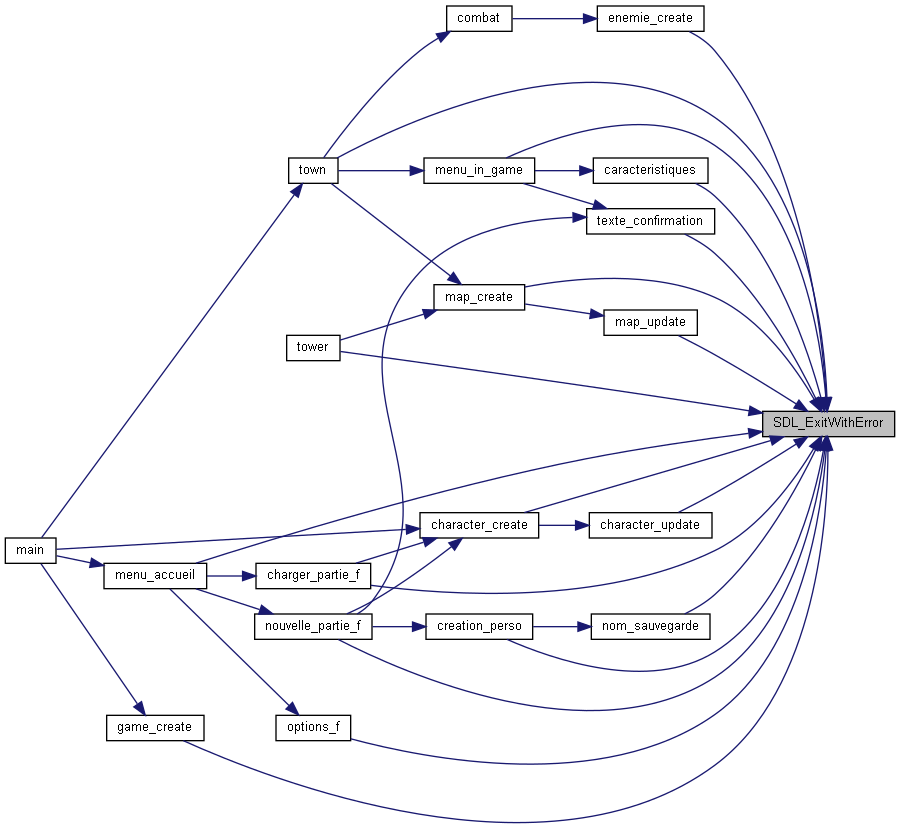 combat
enemie_create
town
menu_in_game
caracteristiques
texte_confirmation
map_create
map_update
tower
SDL_ExitWithError
character_create
character_update
main
menu_accueil
charger_partie_f
nouvelle_partie_f
creation_perso
nom_sauvegarde
game_create
options_f